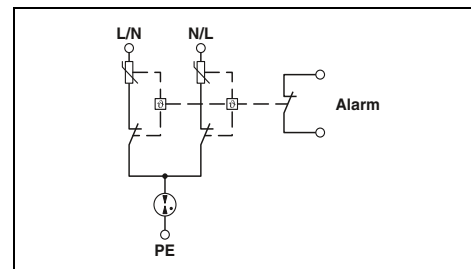 L/N N/L
ϑ ϑ
Alarm
PE